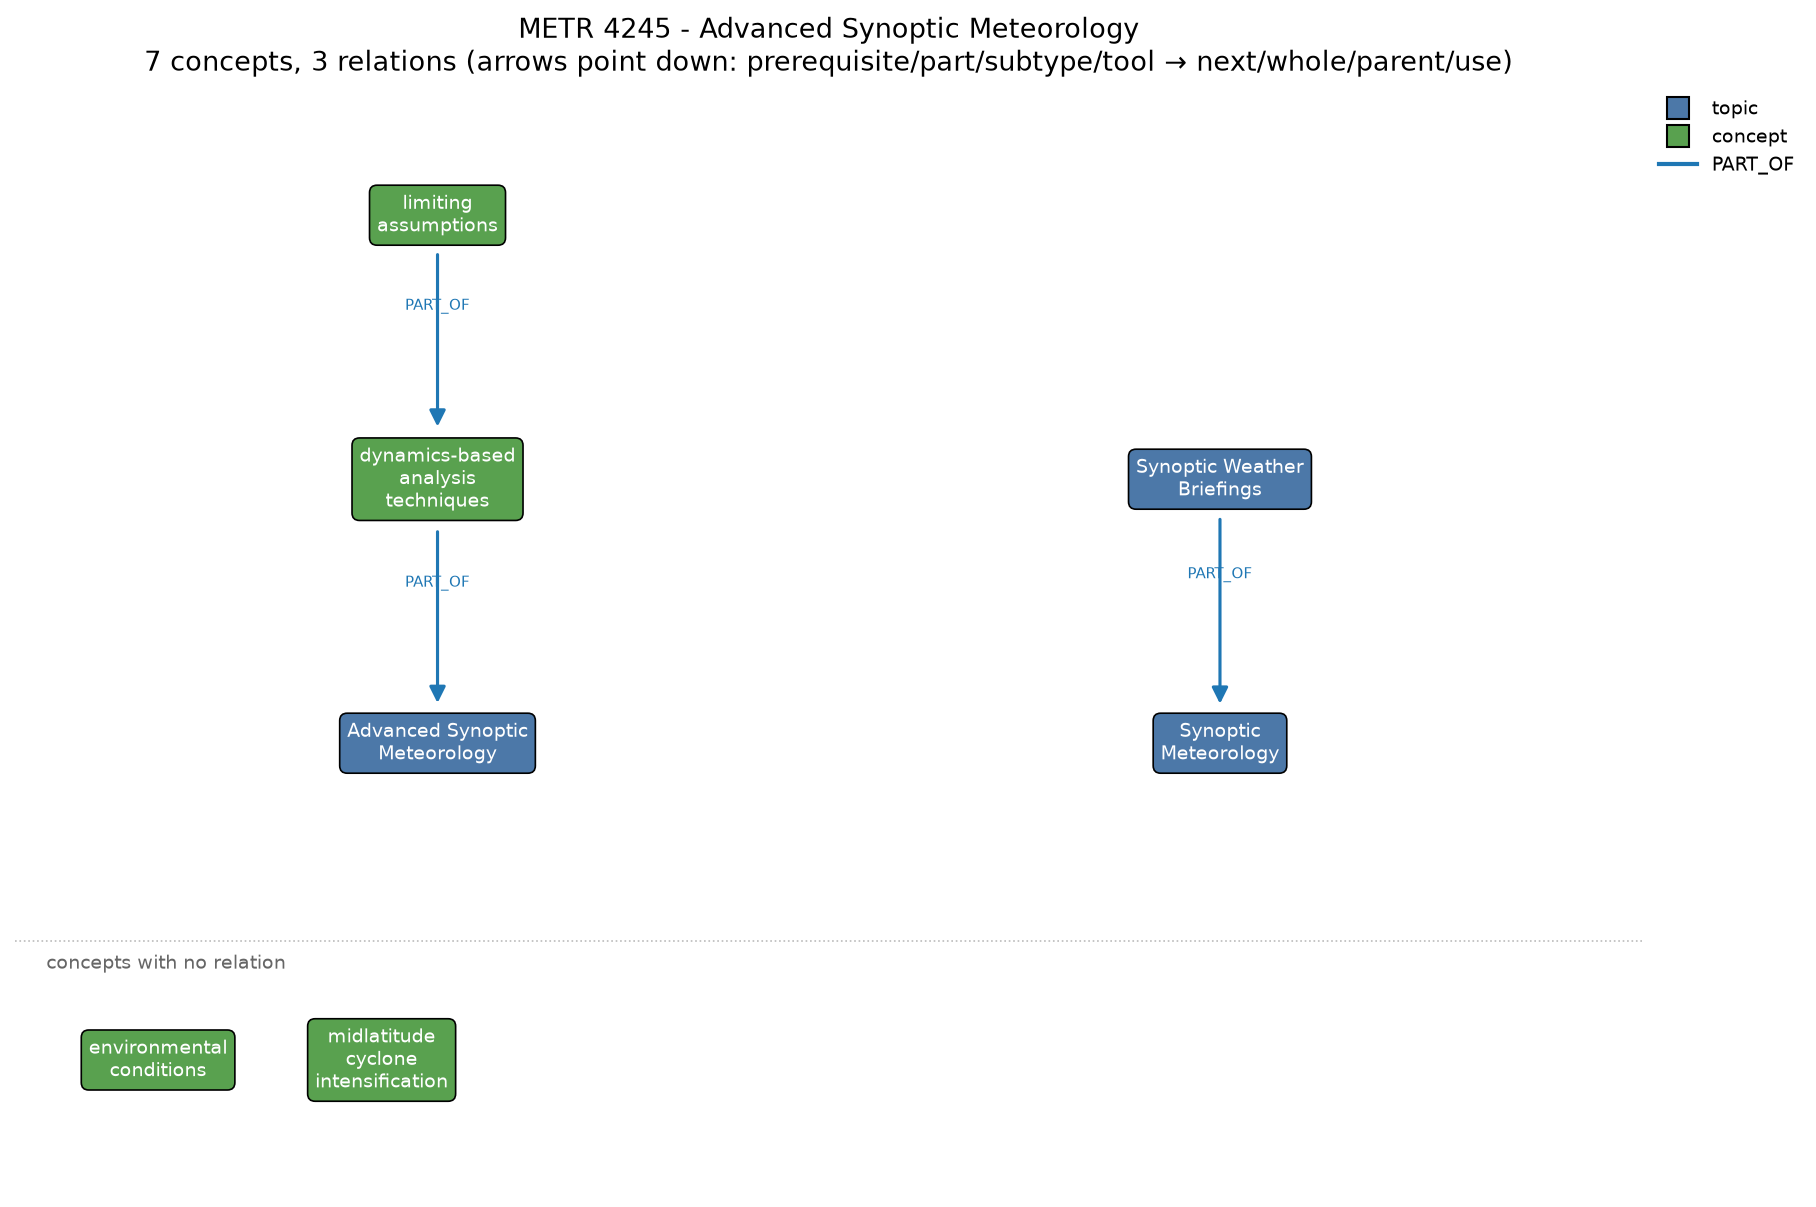 METR 4245 - Advanced Synoptic Meteorology
7 concepts, 3 relations (arrows point down: prerequisite/part/subtype/tool → next/whole/parent/use)
topic
concept
PART_OF
limiting
assumptions
PART_OF
dynamics-based
analysis
techniques
Synoptic Weather
Briefings
PART_OF
PART_OF
Advanced Synoptic
Meteorology
Synoptic
Meteorology
concepts with no relation
environmental
conditions
midlatitude
cyclone
intensification